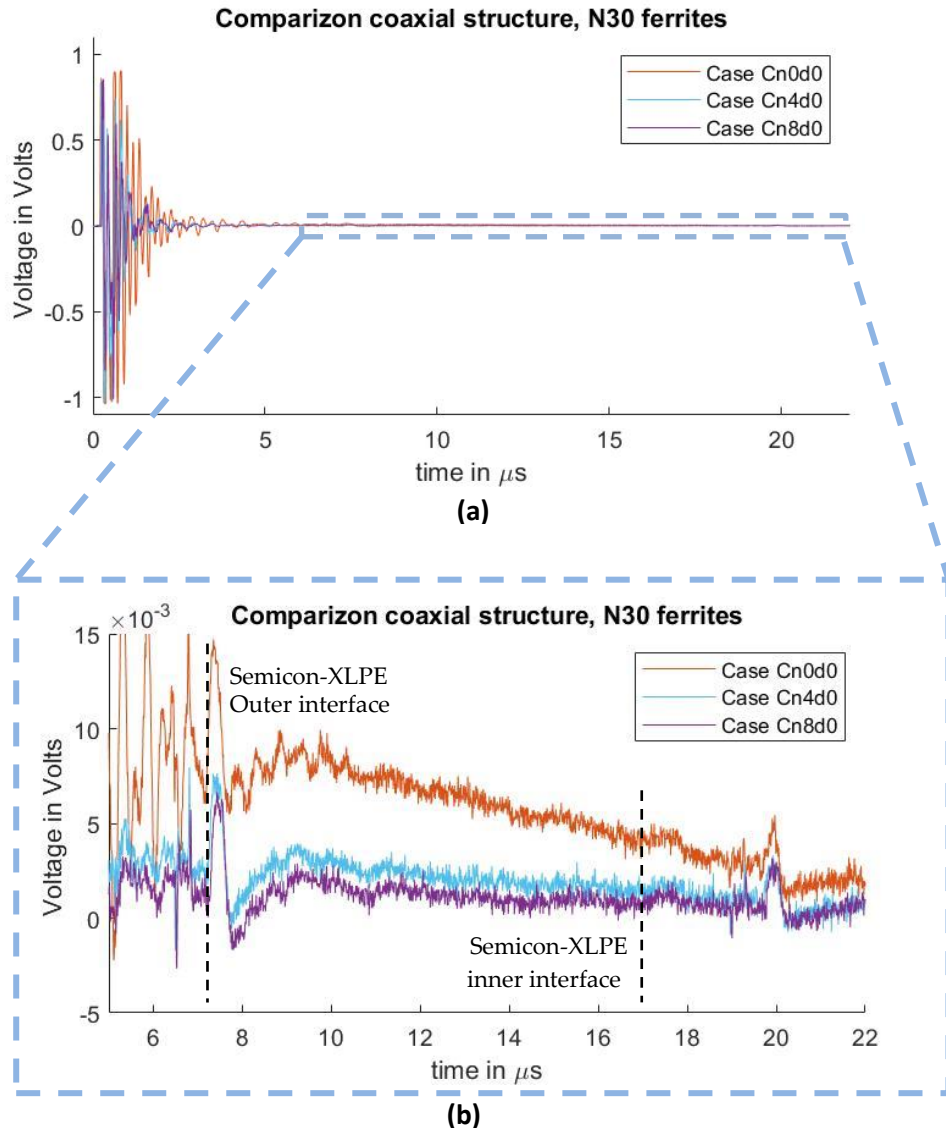 Comparizon coaxial structure, N30 ferrites
1
0.5
0
-0.5
-1
Voltage in Volts
Case Cn0d0
Case Cn4d0
Case Cn8d0
0 5 10 15 20
time in μs
(a)
×10⁻³
Comparizon coaxial structure, N30 ferrites
15
10
5
0
-5
Voltage in Volts
Semicon-XLPE
Outer interface
Case Cn0d0
Case Cn4d0
Case Cn8d0
Semicon-XLPE
inner interface
6 8 10 12 14 16 18 20 22
time in μs
(b)